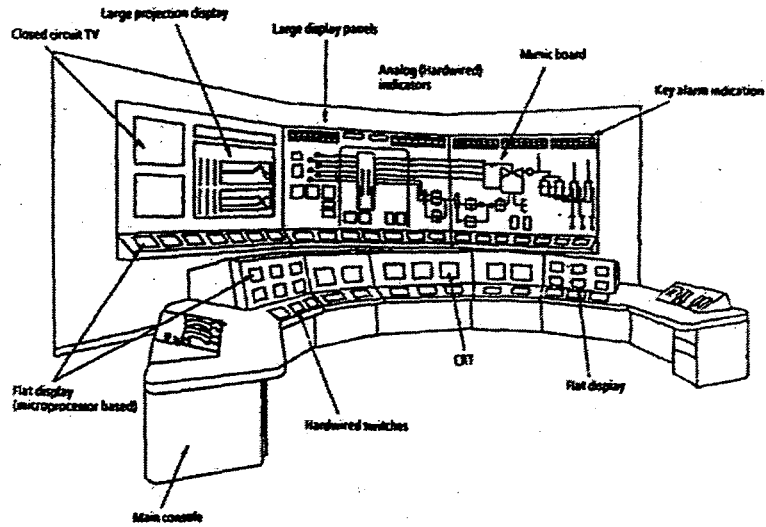 Large projection display
Closed circuit TV
Large display panels
Analog (Hardwired)
indicators
Mimic board
Key alarm indication
Flat display
(microprocessor based)
Hardwired switches
CRT
Flat display
Main console